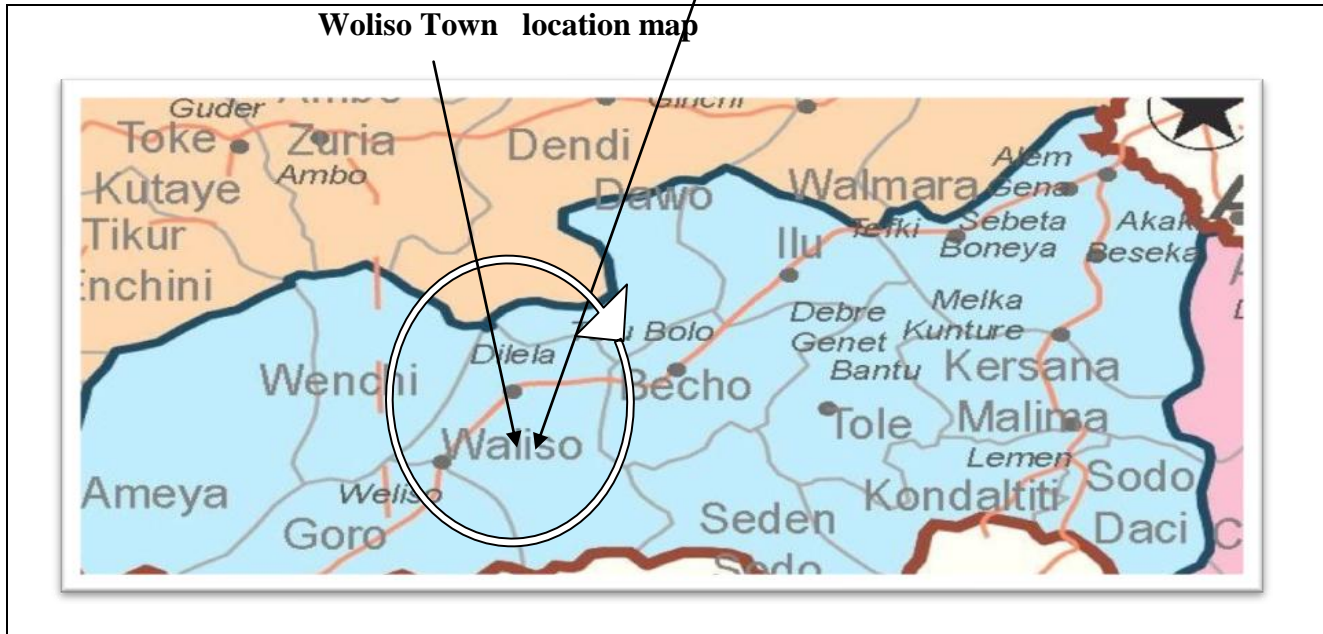 Woliso Town location map
Guder
Toke
Zuria
Dendi
Ambo
Kutaye
Dawo
Walmara
Alem
Gena
Tikur
Ilu
Tefki
Sebeta
Boneya
Beseka
Debre
Genet
Melka
Kunture
Bolo
Dilela
Wenchi
Becho
Bantu
Kersana
Tole
Malima
Waliso
Lemen
Ameya
Weliso
Kondaltiti
Sodo
Goro
Seden
Sodo
Daci